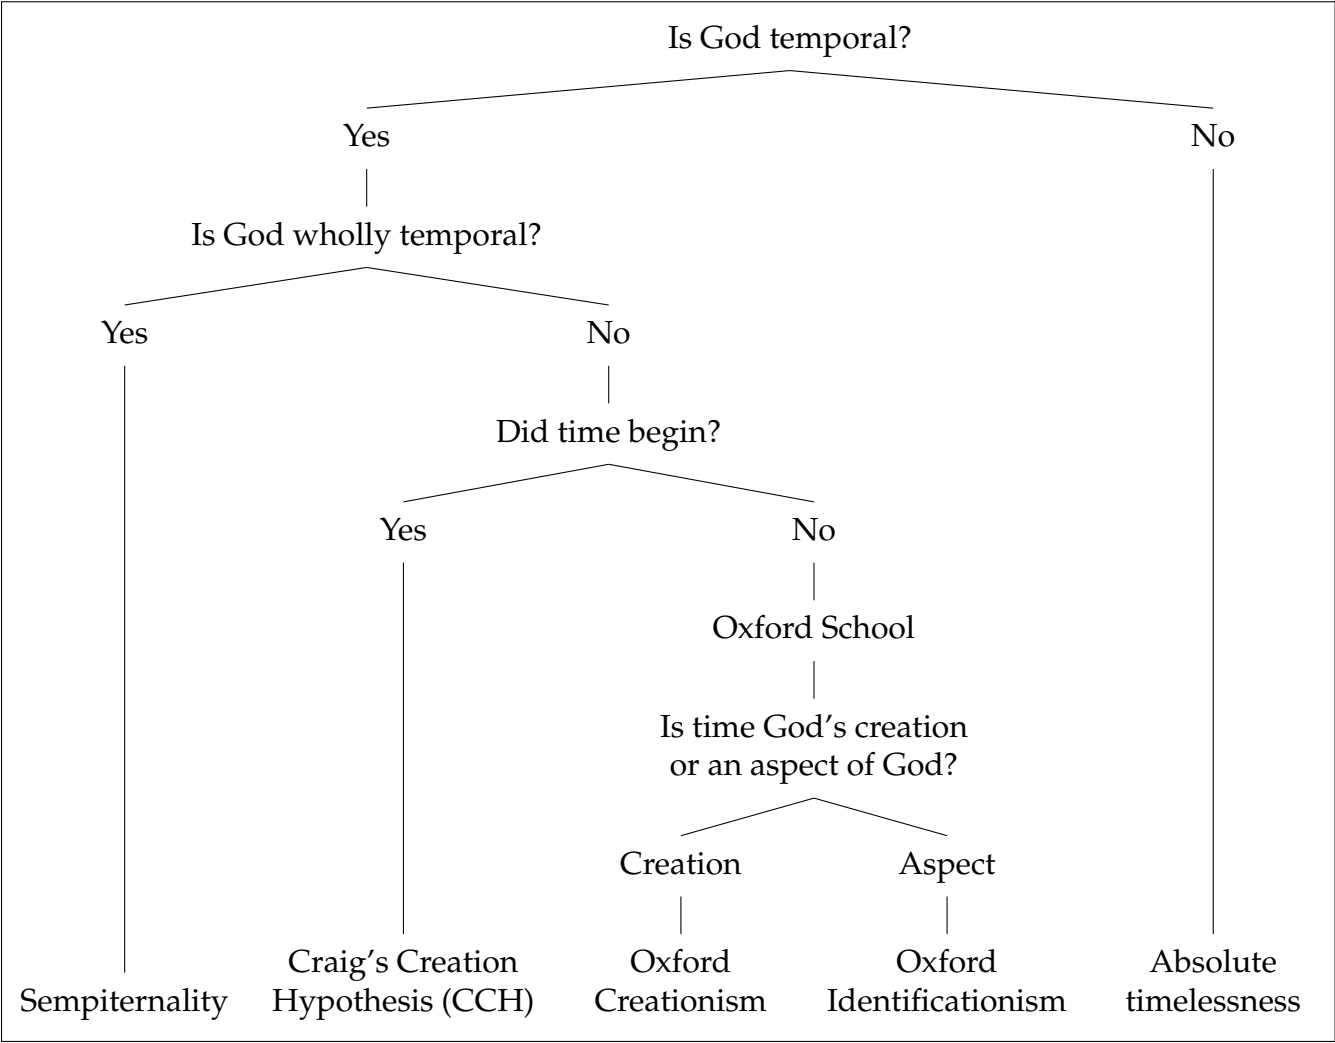 Is God temporal?
Yes
No
Is God wholly temporal?
Yes
No
Did time begin?
Yes
No
Oxford School
Is time God’s creation
or an aspect of God?
Creation
Aspect
Sempiternality
Craig’s Creation
Hypothesis (CCH)
Oxford
Creationism
Oxford
Identificationism
Absolute
timelessness